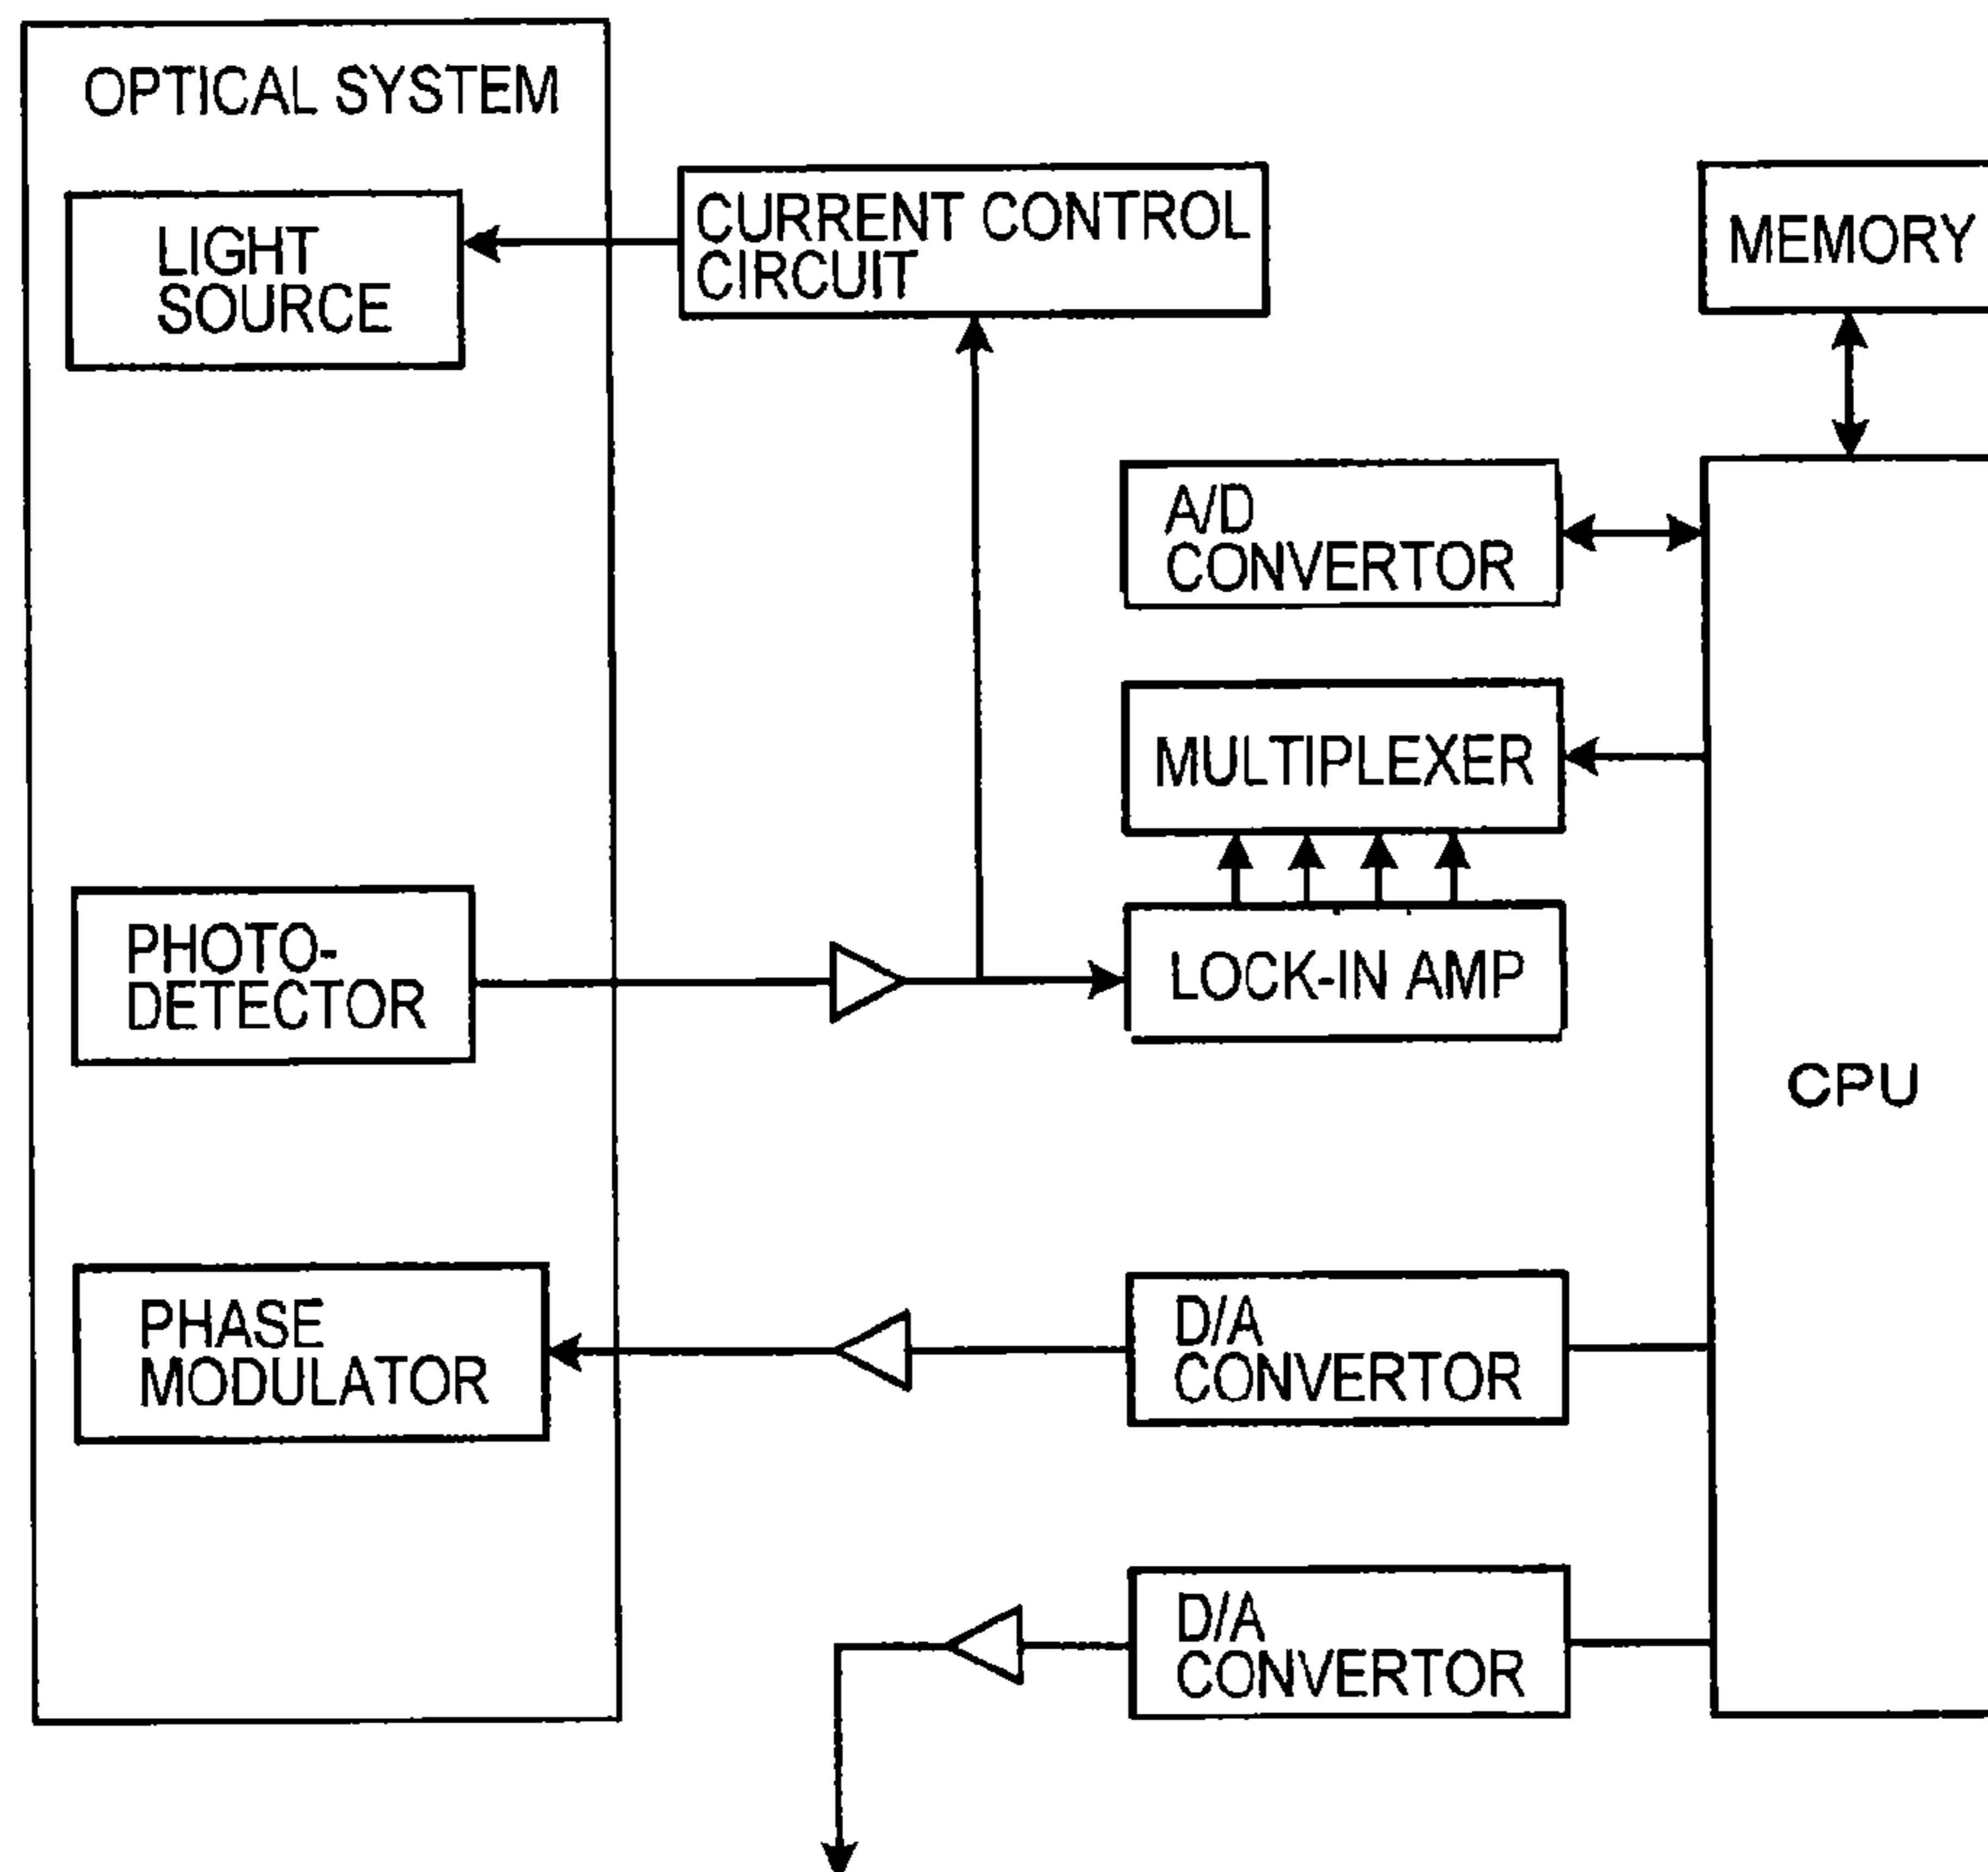 OPTICAL SYSTEM
LIGHT
SOURCE
CURRENT CONTROL
CIRCUIT
MEMORY
A/D
CONVERTOR
MULTIPLEXER
PHOTO-
DETECTOR
LOCK-IN AMP
CPU
PHASE
MODULATOR
D/A
CONVERTOR
D/A
CONVERTOR